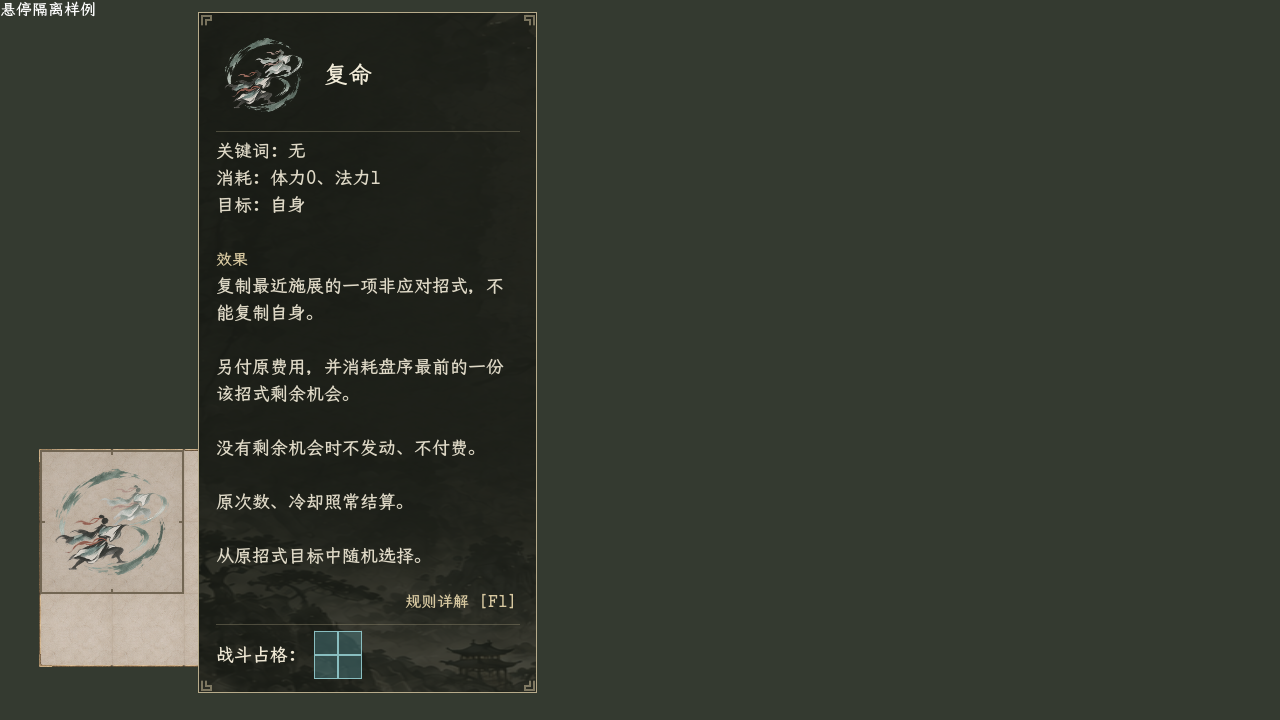 悬停隔离样例
复命
关键词：无
消耗：体力0、法力1
目标：自身
效果
复制最近施展的一项非应对招式，不
能复制自身。
另付原费用，并消耗盘序最前的一份
该招式剩余机会。
没有剩余机会时不发动、不付费。
原次数、冷却照常结算。
从原招式目标中随机选择。
规则详解 [F1]
战斗占格：